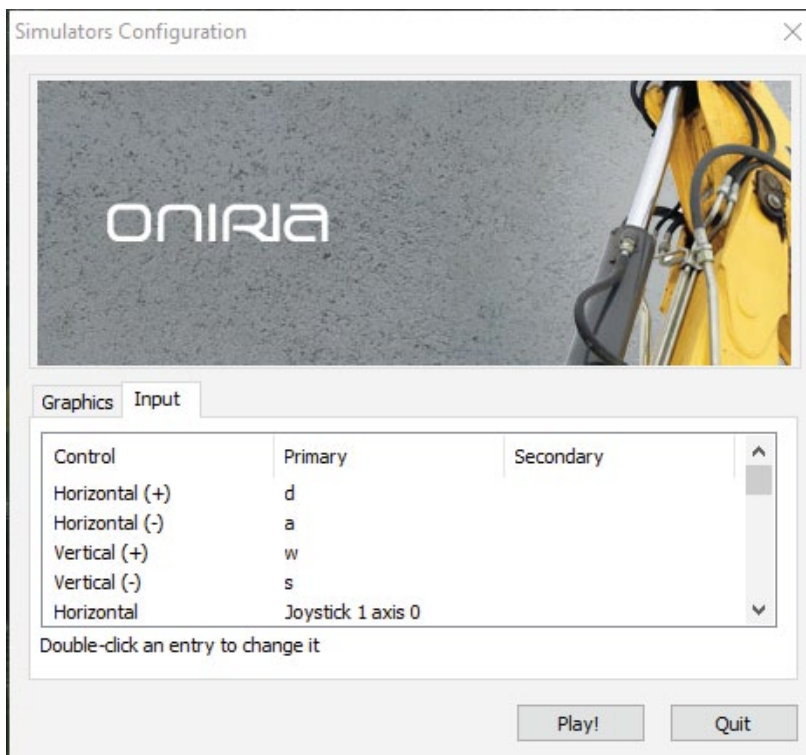 Simulators Configuration
ONIRIA
Graphics Input
Control Primary Secondary
Horizontal (+) d
Horizontal (-) a
Vertical (+) w
Vertical (-) s
Horizontal Joystick 1 axis 0
Double-click an entry to change it
Play! Quit